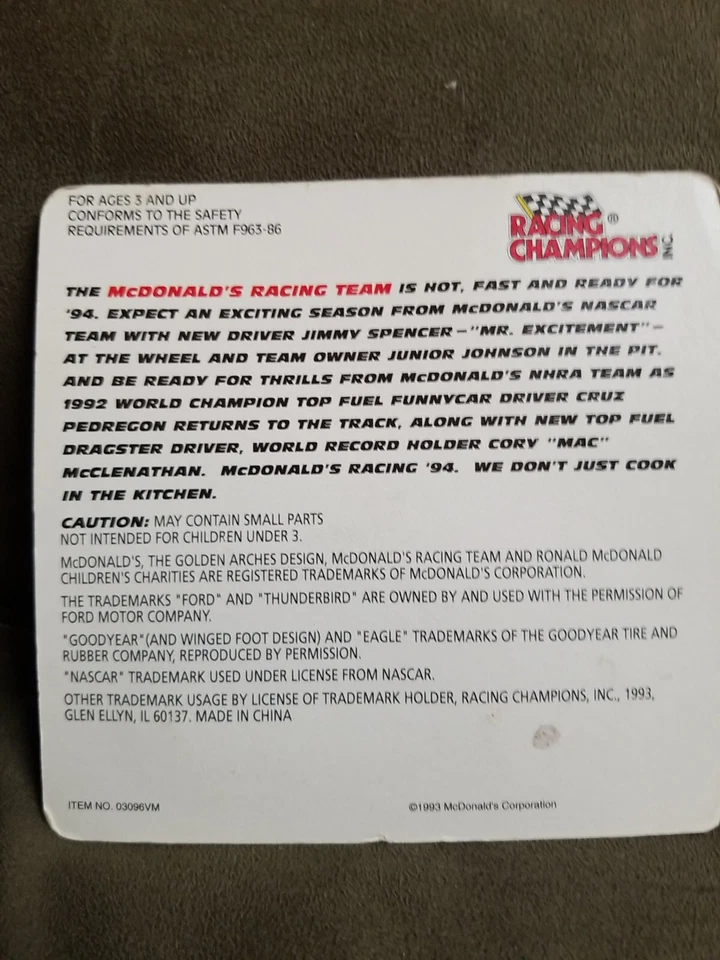 FOR AGES 3 AND UP
CONFORMS TO THE SAFETY
REQUIREMENTS OF ASTM F963-86
RACING ®
CHAMPIONS INC.
THE McDONALD'S RACING TEAM IS HOT, FAST AND READY FOR
'94. EXPECT AN EXCITING SEASON FROM McDONALD'S NASCAR
TEAM WITH NEW DRIVER JIMMY SPENCER–"MR. EXCITEMENT"–
AT THE WHEEL AND TEAM OWNER JUNIOR JOHNSON IN THE PIT.
AND BE READY FOR THRILLS FROM McDONALD'S NHRA TEAM AS
1992 WORLD CHAMPION TOP FUEL FUNNYCAR DRIVER CRUZ
PEDREGON RETURNS TO THE TRACK, ALONG WITH NEW TOP FUEL
DRAGSTER DRIVER, WORLD RECORD HOLDER CORY "MAC"
McCLENATHAN. McDONALD'S RACING '94. WE DON'T JUST COOK
IN THE KITCHEN.
CAUTION: MAY CONTAIN SMALL PARTS
NOT INTENDED FOR CHILDREN UNDER 3.
McDONALD'S, THE GOLDEN ARCHES DESIGN, McDONALD'S RACING TEAM AND RONALD McDONALD
CHILDREN'S CHARITIES ARE REGISTERED TRADEMARKS OF McDONALD'S CORPORATION.
THE TRADEMARKS "FORD" AND "THUNDERBIRD" ARE OWNED BY AND USED WITH THE PERMISSION OF
FORD MOTOR COMPANY.
"GOODYEAR"(AND WINGED FOOT DESIGN) AND "EAGLE" TRADEMARKS OF THE GOODYEAR TIRE AND
RUBBER COMPANY, REPRODUCED BY PERMISSION.
"NASCAR" TRADEMARK USED UNDER LICENSE FROM NASCAR.
OTHER TRADEMARK USAGE BY LICENSE OF TRADEMARK HOLDER, RACING CHAMPIONS, INC., 1993,
GLEN ELLYN, IL 60137. MADE IN CHINA
ITEM NO. 03096VM
©1993 McDonald's Corporation